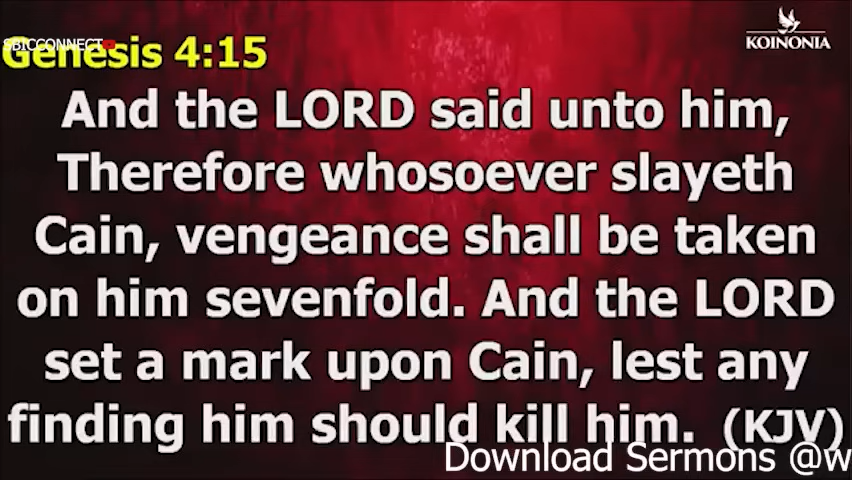 SBICCONNECT
KOINONIA
Genesis 4:15
And the LORD said unto him,
Therefore whosoever slayeth
Cain, vengeance shall be taken
on him sevenfold. And the LORD
set a mark upon Cain, lest any
finding him should kill him. (KJV)
Download Sermons @w